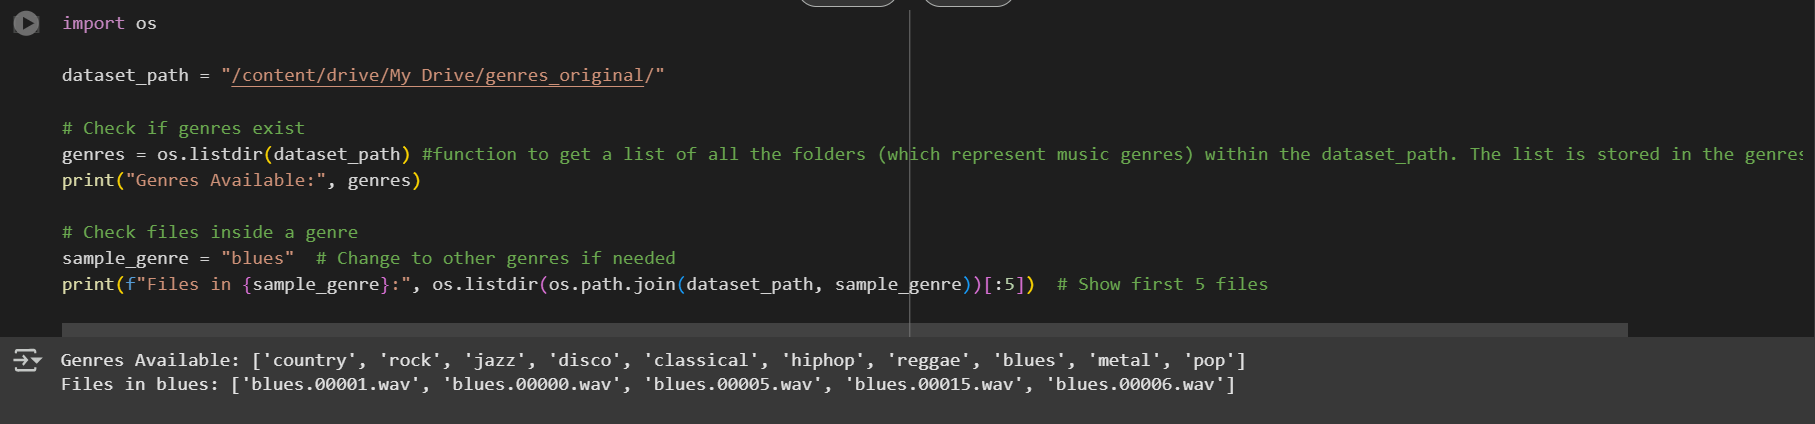 import os
dataset_path = "/content/drive/My Drive/genres_original/"
# Check if genres exist
genres = os.listdir(dataset_path) #function to get a list of all the folders (which represent music genres) within the dataset_path. The list is stored in the genres
print("Genres Available:", genres)
# Check files inside a genre
sample_genre = "blues"  # Change to other genres if needed
print(f"Files in {sample_genre}:", os.listdir(os.path.join(dataset_path, sample_genre))[:5])  # Show first 5 files
Genres Available: ['country', 'rock', 'jazz', 'disco', 'classical', 'hiphop', 'reggae', 'blues', 'metal', 'pop']
Files in blues: ['blues.00001.wav', 'blues.00000.wav', 'blues.00005.wav', 'blues.00015.wav', 'blues.00006.wav']